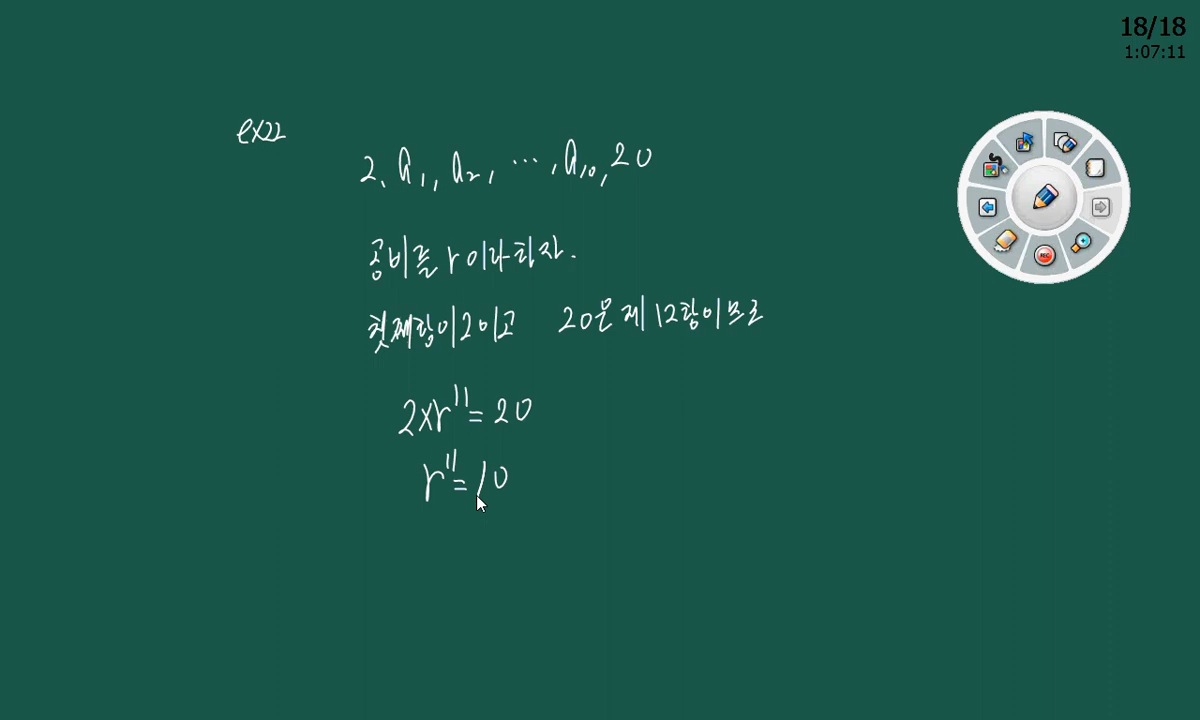 18/18
1:07:11
ex22
2, a₁, a₂, ⋯, a₁₀, 20
공비를 r이라 하자.
첫째항이 2이고 20은 제12항이므로
2×r¹¹=20
r¹¹=10
REC